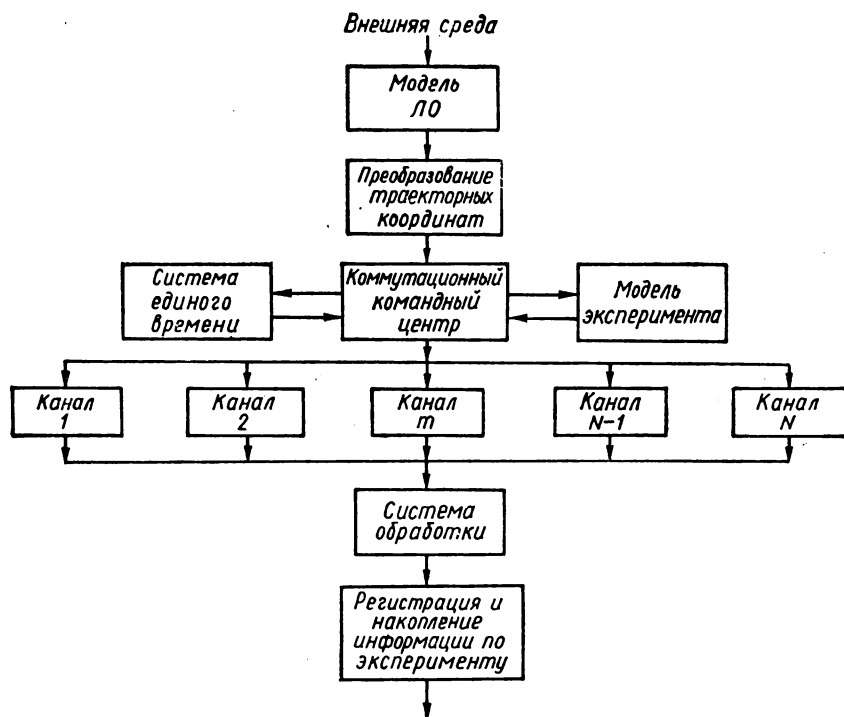 Внешняя среда
Модель
ЛО
Преобразование
траекторных
координат
Система
единого
времени
Коммутационный
командный
центр
Модель
эксперимента
Канал
1
Канал
2
Канал
m
Канал
N-1
Канал
N
Система
обработки
Регистрация и
накопление
информации по
эксперименту